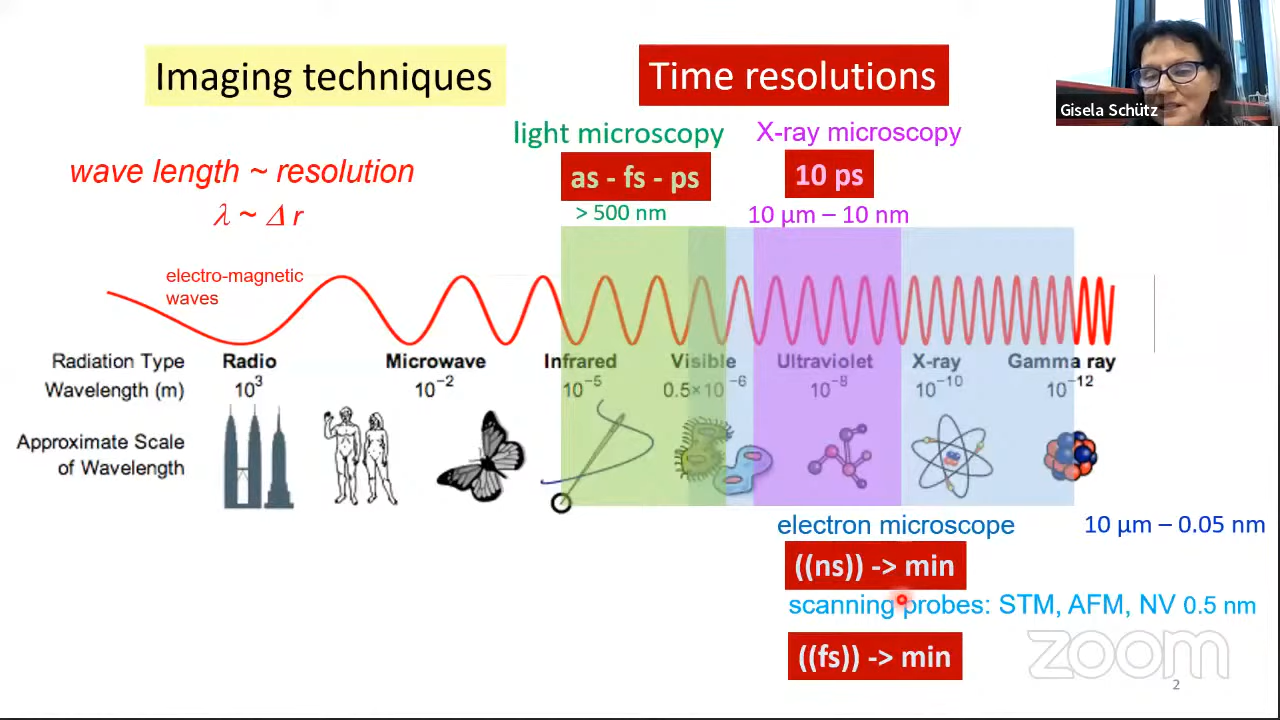 Imaging techniques
Time resolutions
Gisela Schütz
light microscopy
X-ray microscopy
wave length ~ resolution
as - fs - ps
10 ps
λ ~ Δ r
> 500 nm
10 µm – 10 nm
electro-magnetic
waves
Radiation Type Radio Microwave Infrared Visible Ultraviolet X-ray Gamma ray
Wavelength (m) 10³ 10⁻² 10⁻⁵ 0.5×10⁻⁶ 10⁻⁸ 10⁻¹⁰ 10⁻¹²
Approximate Scale
of Wavelength
electron microscope
10 µm – 0.05 nm
((ns)) -> min
scanning probes: STM, AFM, NV 0.5 nm
((fs)) -> min
zoom
2